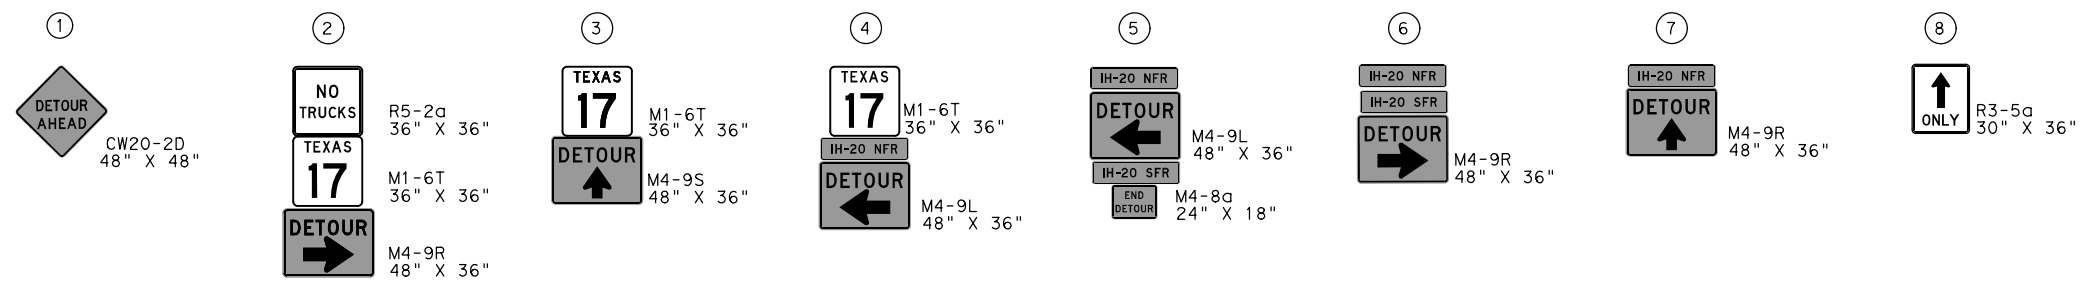 1
DETOUR
AHEAD
CW20-2D
48" X 48"
2
NO
TRUCKS
R5-2a
36" X 36"
TEXAS
17
M1-6T
36" X 36"
DETOUR
M4-9R
48" X 36"
3
TEXAS
17
M1-6T
36" X 36"
DETOUR
M4-9S
48" X 36"
4
TEXAS
17
M1-6T
36" X 36"
IH-20 NFR
DETOUR
M4-9L
48" X 36"
5
IH-20 NFR
DETOUR
M4-9L
48" X 36"
IH-20 SFR
END
DETOUR
M4-8a
24" X 18"
6
IH-20 NFR
IH-20 SFR
DETOUR
M4-9R
48" X 36"
7
IH-20 NFR
DETOUR
M4-9R
48" X 36"
8
ONLY
R3-5a
30" X 36"